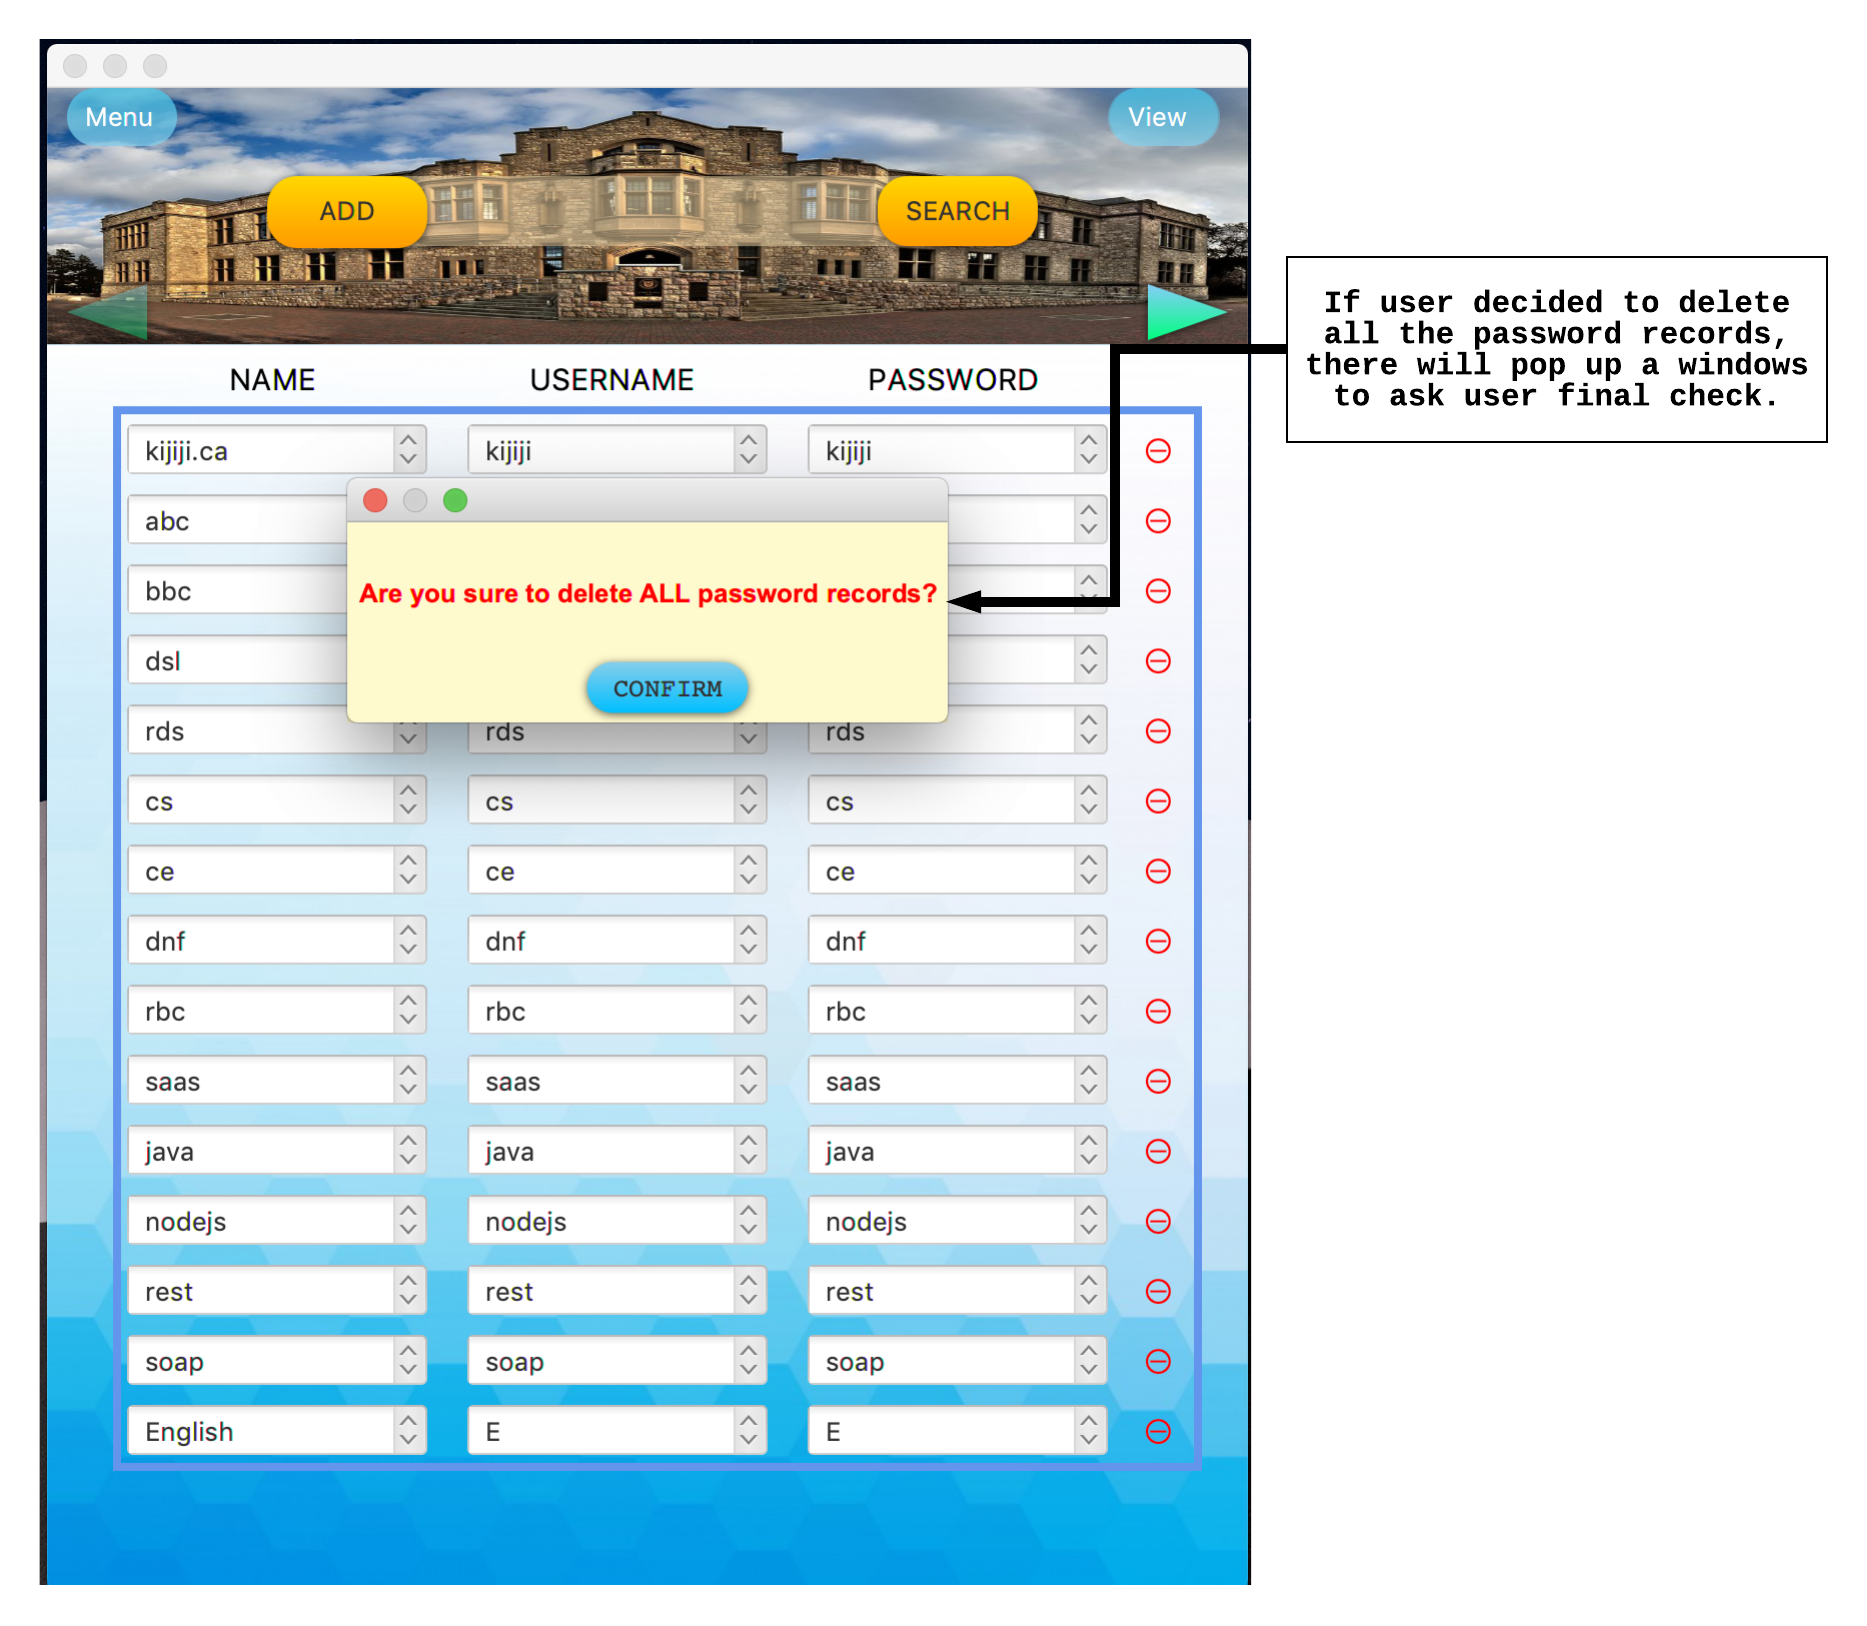 Menu
View
ADD
SEARCH
If user decided to delete
all the password records,
there will pop up a windows
to ask user final check.
NAME USERNAME PASSWORD
kijiji.ca kijiji kijiji
abc
bbc
Are you sure to delete ALL password records?
dsl
CONFIRM
rds rds rds
cs cs cs
ce ce ce
dnf dnf dnf
rbc rbc rbc
saas saas saas
java java java
nodejs nodejs nodejs
rest rest rest
soap soap soap
English E E